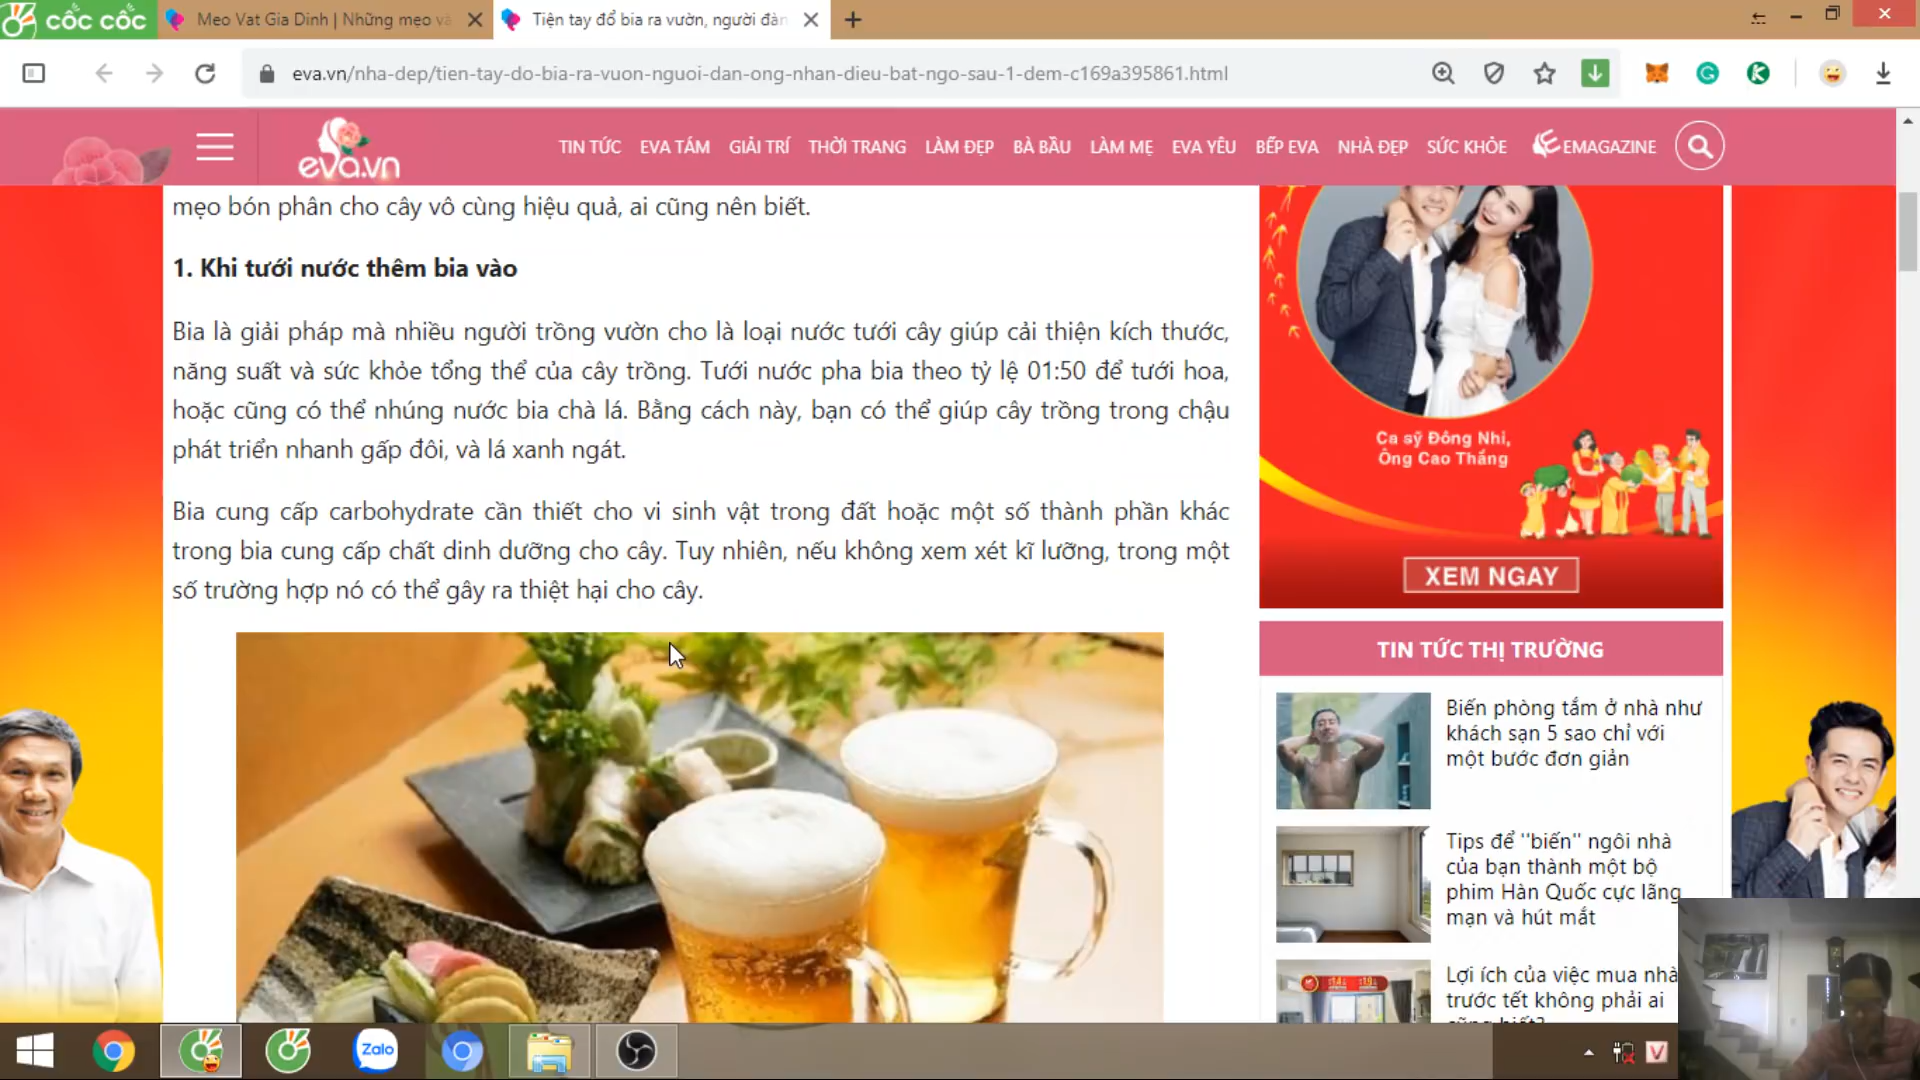 cốc cốc
Meo Vat Gia Dinh | Những mẹo và
Tiện tay đổ bia ra vườn, người đàn
eva.vn/nha-dep/tien-tay-do-bia-ra-vuon-nguoi-dan-ong-nhan-dieu-bat-ngo-sau-1-dem-c169a395861.html
eva.vn
TIN TỨC EVA TÁM GIẢI TRÍ THỜI TRANG LÀM ĐẸP BÀ BẦU LÀM MẸ EVA YÊU BẾP EVA NHÀ ĐẸP SỨC KHỎE EMAGAZINE
mẹo bón phân cho cây vô cùng hiệu quả, ai cũng nên biết.
1. Khi tưới nước thêm bia vào
Bia là giải pháp mà nhiều người trồng vườn cho là loại nước tưới cây giúp cải thiện kích thước,
năng suất và sức khỏe tổng thể của cây trồng. Tưới nước pha bia theo tỷ lệ 01:50 để tưới hoa,
hoặc cũng có thể nhúng nước bia chà lá. Bằng cách này, bạn có thể giúp cây trồng trong chậu
phát triển nhanh gấp đôi, và lá xanh ngát.
Bia cung cấp carbohydrate cần thiết cho vi sinh vật trong đất hoặc một số thành phần khác
trong bia cung cấp chất dinh dưỡng cho cây. Tuy nhiên, nếu không xem xét kĩ lưỡng, trong một
số trường hợp nó có thể gây ra thiệt hại cho cây.
Ca sỹ Đông Nhi,
Ông Cao Thắng
XEM NGAY
TIN TỨC THỊ TRƯỜNG
Biến phòng tắm ở nhà như
khách sạn 5 sao chỉ với
một bước đơn giản
Tips để "biến" ngôi nhà
của bạn thành một bộ
phim Hàn Quốc cực lãng
mạn và hút mắt
Lợi ích của việc mua nhà
trước tết không phải ai
cũng biết?
Zalo